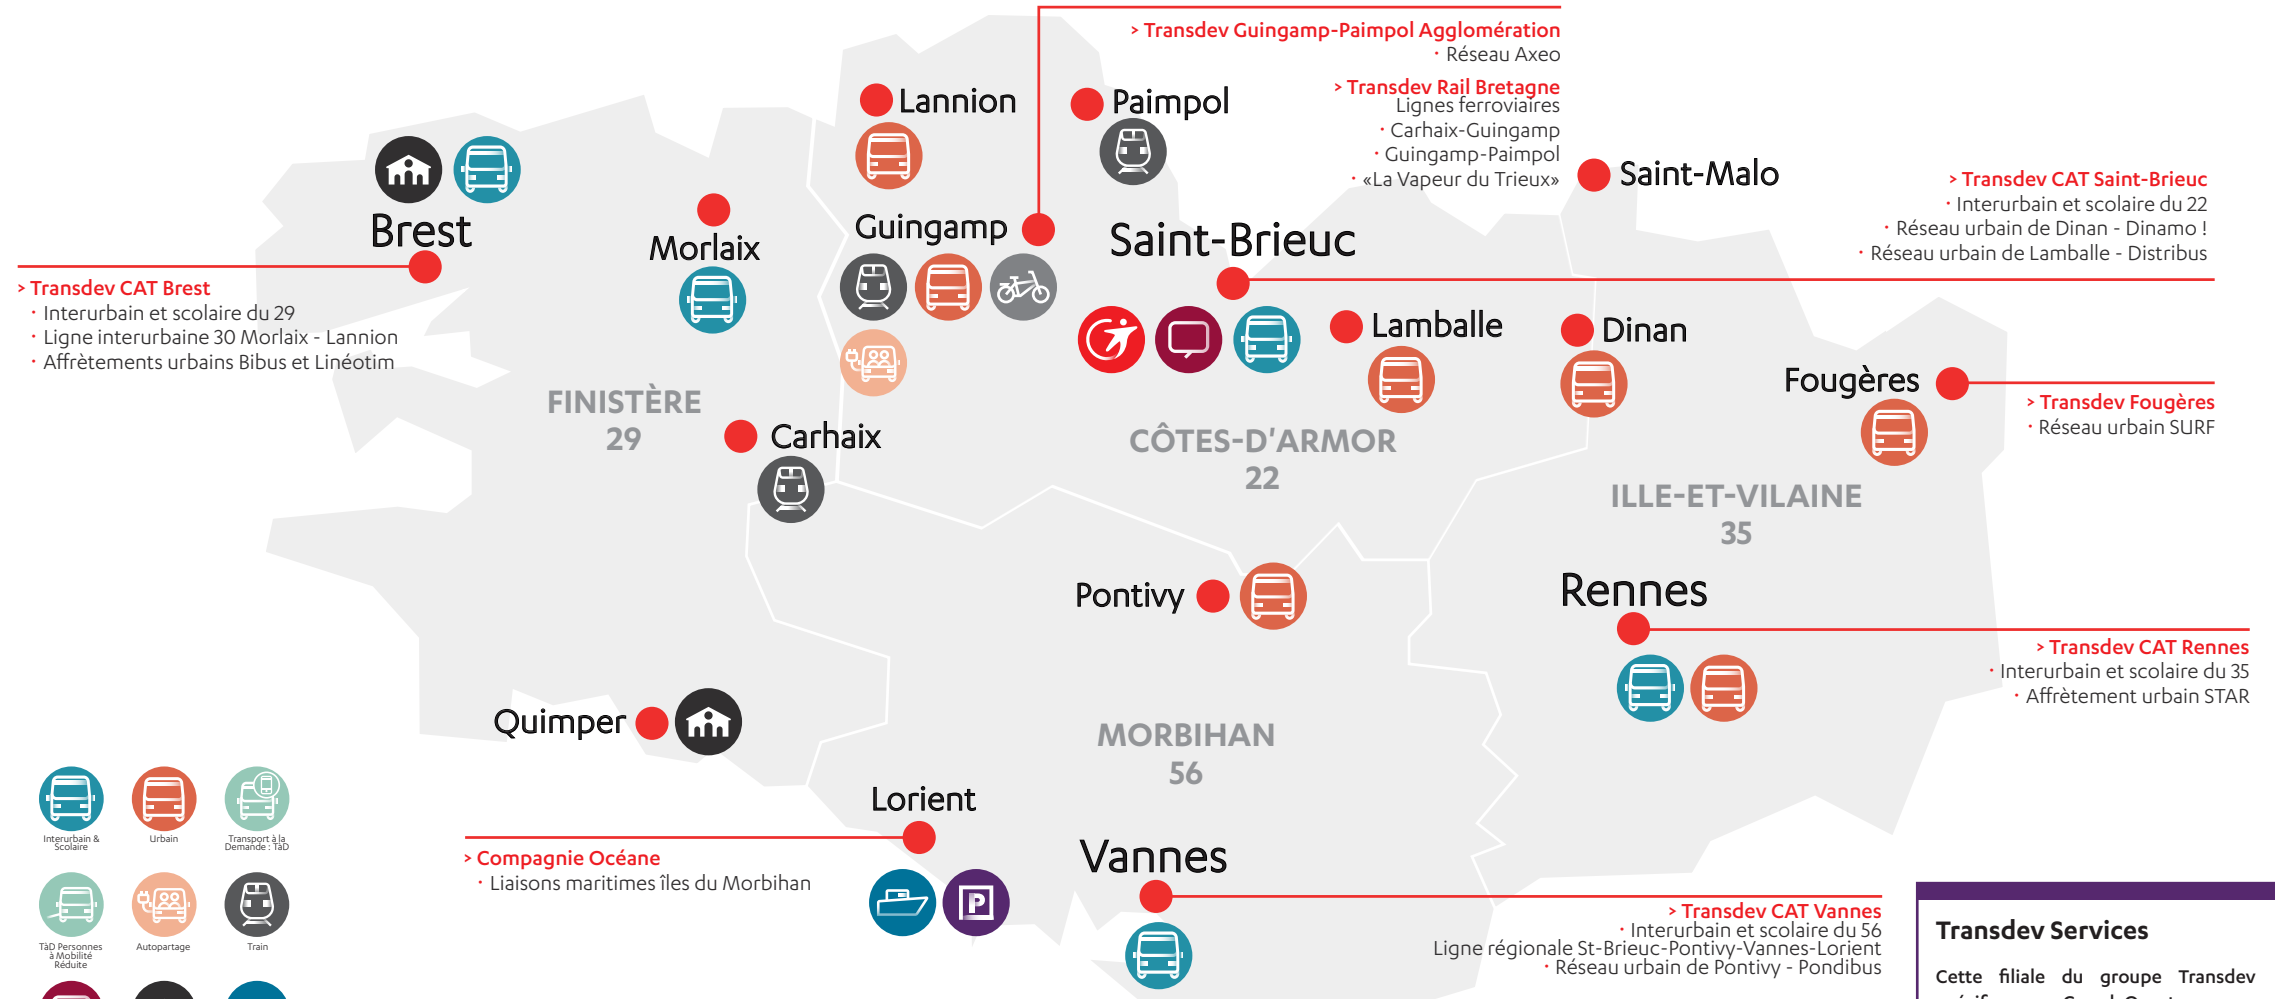 > Transdev Guingamp-Paimpol Agglomération
· Réseau Axeo
> Transdev Rail Bretagne
Lignes ferroviaires
· Carhaix-Guingamp
· Guingamp-Paimpol
· «La Vapeur du Trieux»
Lannion
Paimpol
Saint-Malo
> Transdev CAT Saint-Brieuc
· Interurbain et scolaire du 22
· Réseau urbain de Dinan - Dinamo !
· Réseau urbain de Lamballe - Distribus
Brest
Morlaix
Guingamp
Saint-Brieuc
> Transdev CAT Brest
· Interurbain et scolaire du 29
· Ligne interurbaine 30 Morlaix - Lannion
· Affrètements urbains Bibus et Linéotim
Lamballe
Dinan
Fougères
> Transdev Fougères
· Réseau urbain SURF
FINISTÈRE
29
Carhaix
CÔTES-D'ARMOR
22
ILLE-ET-VILAINE
35
Pontivy
Rennes
> Transdev CAT Rennes
· Interurbain et scolaire du 35
· Affrètement urbain STAR
Quimper
MORBIHAN
56
Lorient
> Compagnie Océane
· Liaisons maritimes îles du Morbihan
P
Vannes
> Transdev CAT Vannes
· Interurbain et scolaire du 56
Ligne régionale St-Brieuc-Pontivy-Vannes-Lorient
· Réseau urbain de Pontivy - Pondibus
Interurbain &
Scolaire
Urbain
Transport à la
Demande : TàD
TàD Personnes
à Mobilité
Réduite
Autopartage
Train
Transdev Services
Cette filiale du groupe Transdev